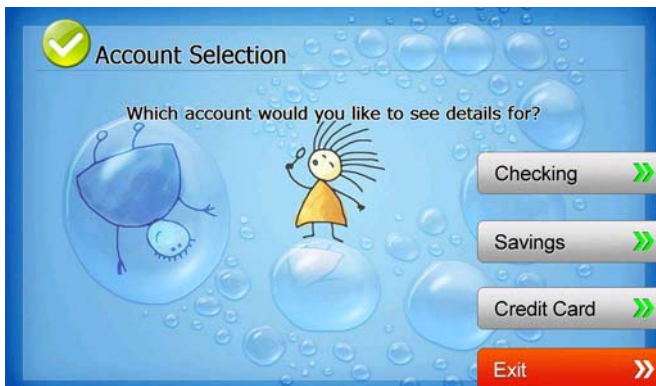 Account Selection
Which account would you like to see details for?
Checking
Savings
Credit Card
Exit